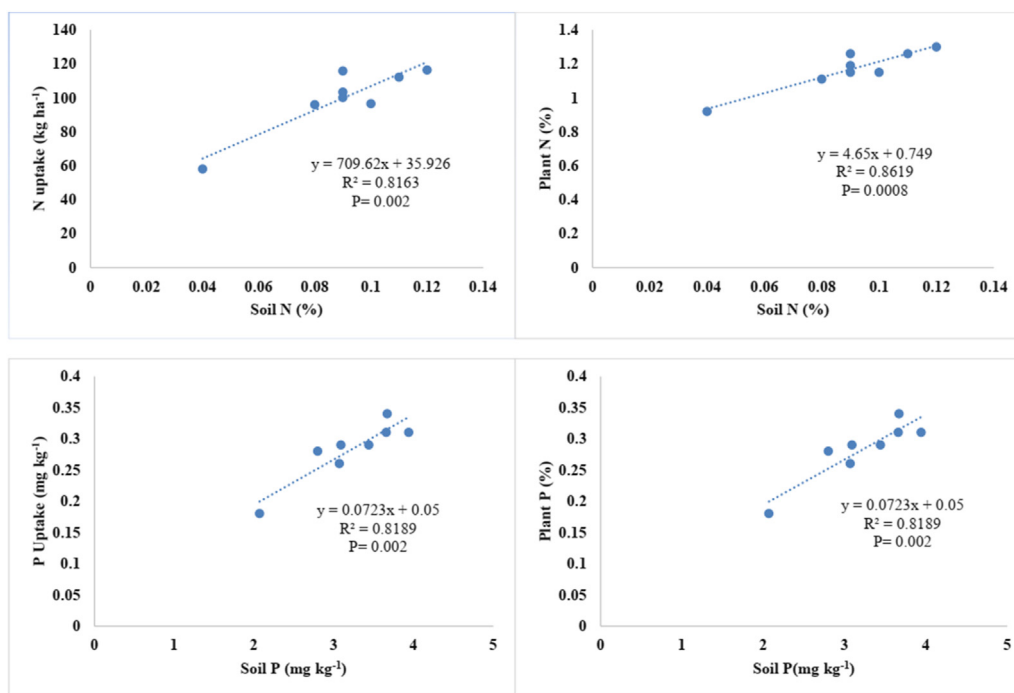 140
120
100
80
60
40
20
0
N uptake (kg ha⁻¹)
y = 709.62x + 35.926
R² = 0.8163
P= 0.002
0 0.02 0.04 0.06 0.08 0.1 0.12 0.14
Soil N (%)
1.4
1.2
1
0.8
0.6
0.4
0.2
0
Plant N (%)
y = 4.65x + 0.749
R² = 0.8619
P= 0.0008
0 0.02 0.04 0.06 0.08 0.1 0.12 0.14
Soil N (%)
0.4
0.35
0.3
0.25
0.2
0.15
0.1
0.05
0
P Uptake (mg kg⁻¹)
y = 0.0723x + 0.05
R² = 0.8189
P= 0.002
0 1 2 3 4 5
Soil P (mg kg⁻¹)
0.4
0.35
0.3
0.25
0.2
0.15
0.1
0.05
0
Plant P (%)
y = 0.0723x + 0.05
R² = 0.8189
P= 0.002
0 1 2 3 4 5
Soil P(mg kg⁻¹)